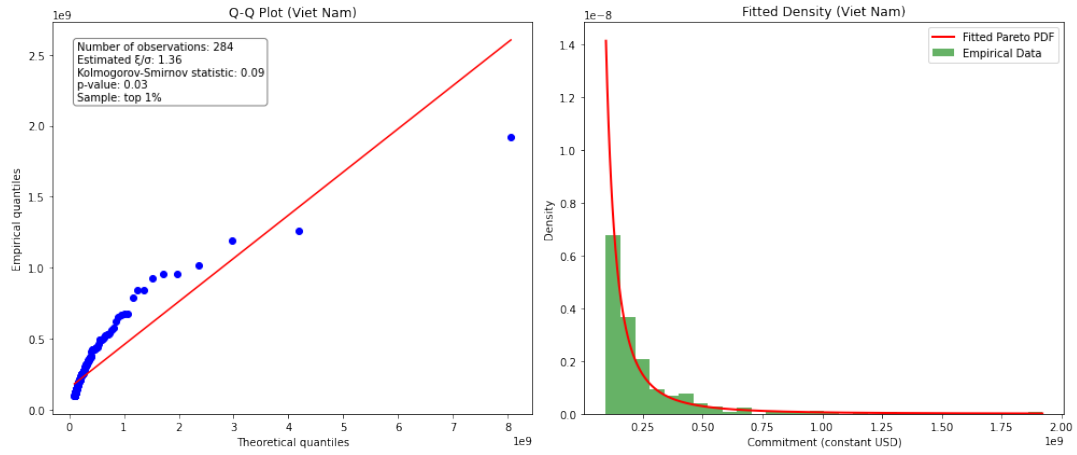 Q-Q Plot (Viet Nam)
1e9
Number of observations: 284
Estimated ξ/σ: 1.36
Kolmogorov-Smirnov statistic: 0.09
p-value: 0.03
Sample: top 1%
2.5
2.0
1.5
1.0
0.5
0.0
Empirical quantiles
0 1 2 3 4 5 6 7 8
Theoretical quantiles
1e9
Fitted Density (Viet Nam)
1e-8
Fitted Pareto PDF
Empirical Data
1.4
1.2
1.0
0.8
0.6
0.4
0.2
0.0
Density
0.25 0.50 0.75 1.00 1.25 1.50 1.75 2.00
Commitment (constant USD)
1e9